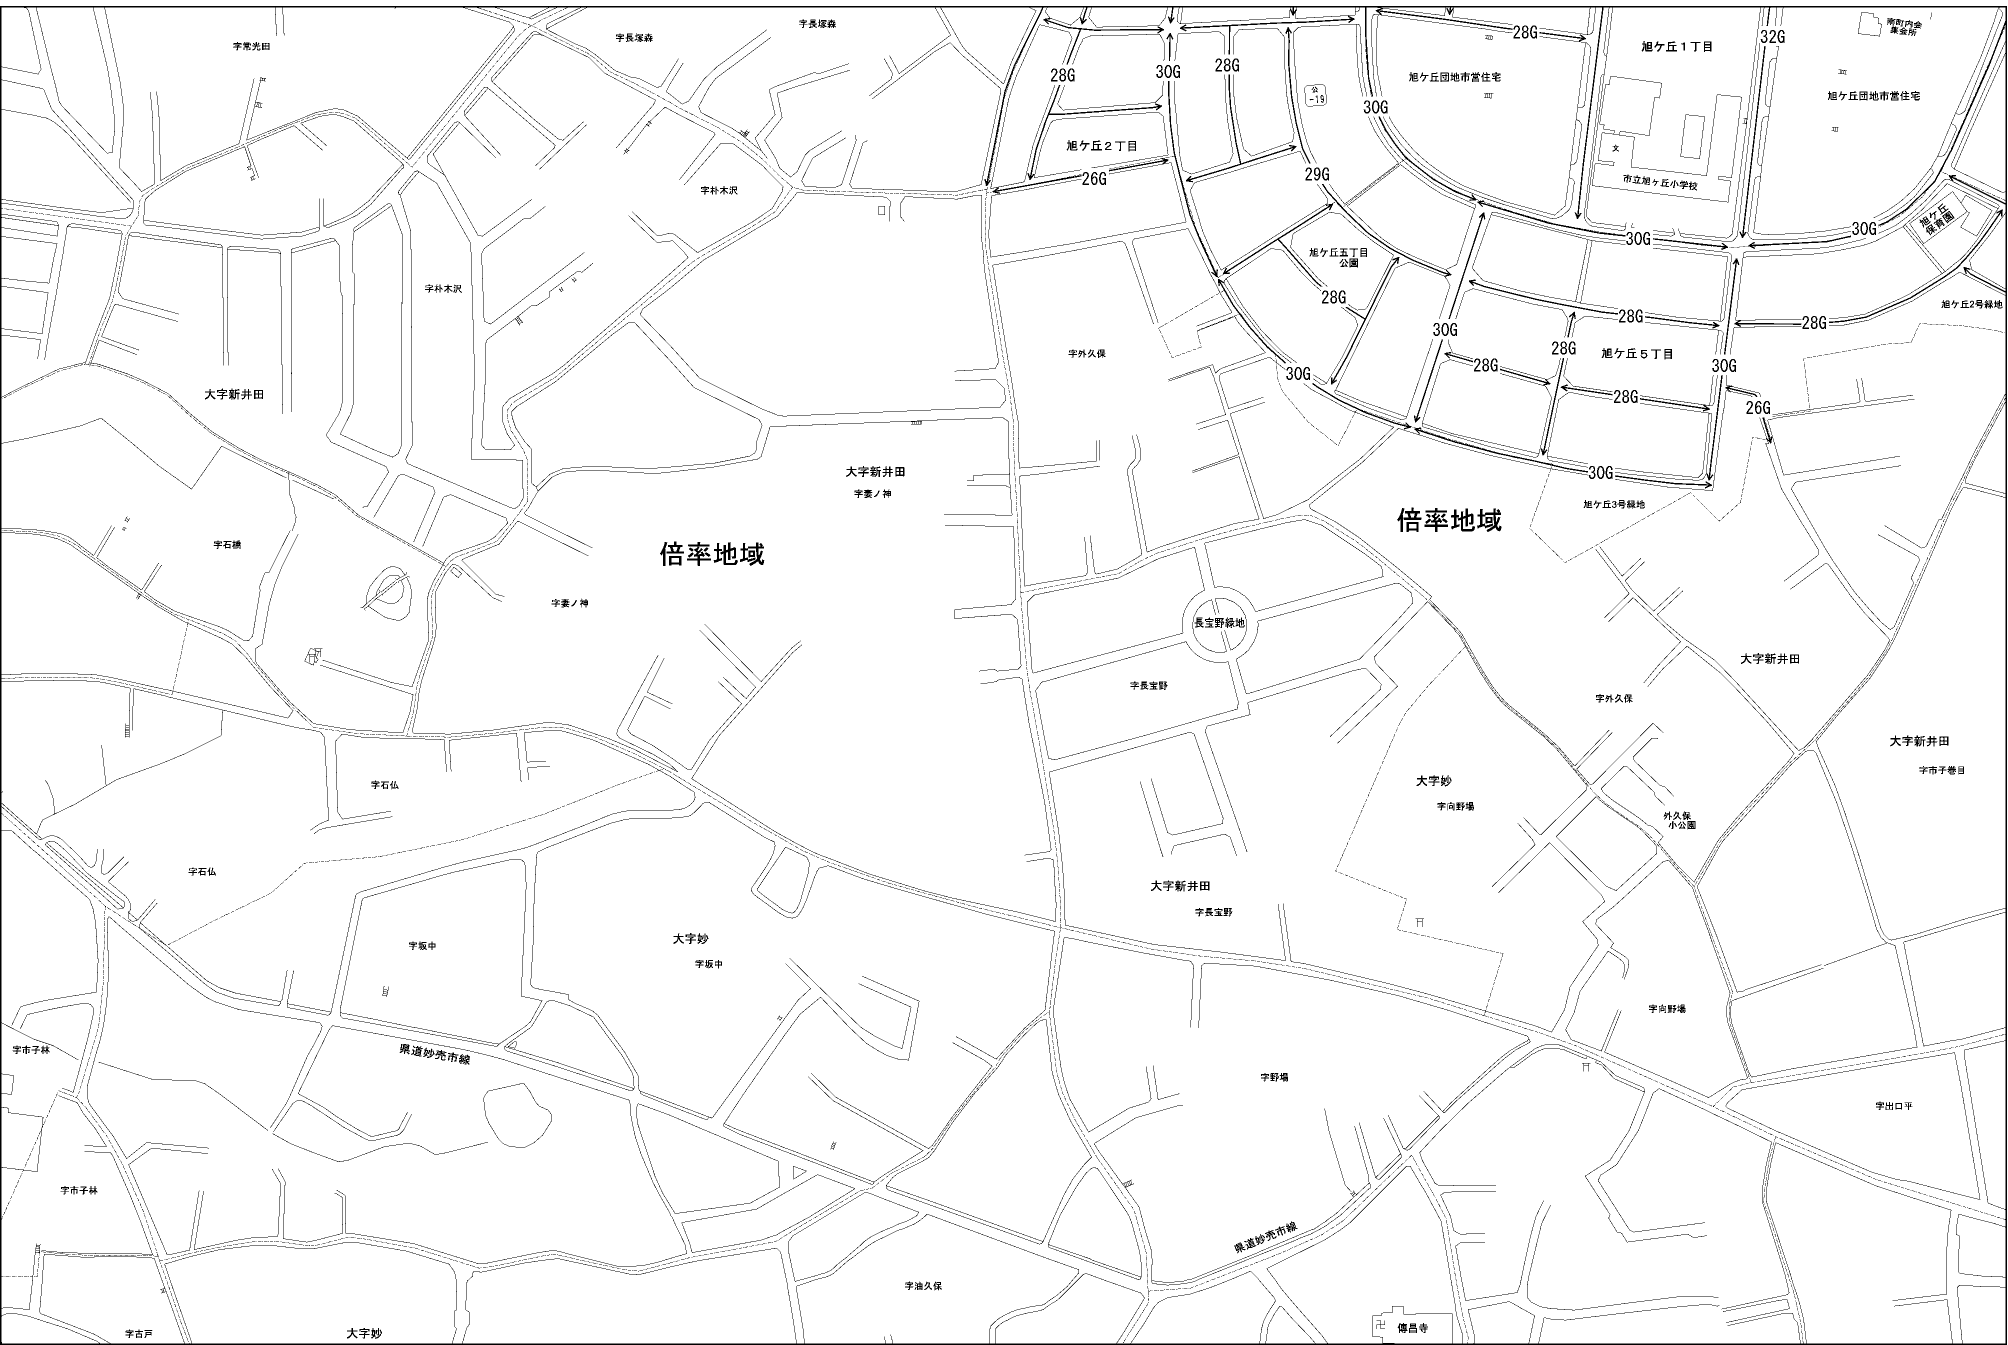 字常光田
字長塚森
字長塚森
28G
32G
南町内会
集会所
旭ケ丘1丁目
28G
30G
28G
旭ケ丘団地市営住宅
旭ケ丘団地市営住宅
公
-19
30G
旭ケ丘2丁目
文
26G
29G
市立旭ケ丘小学校
字朴木沢
旭ケ丘
保育園
30G
30G
旭ケ丘五丁目
公園
字朴木沢
28G
旭ケ丘2号緑地
28G
28G
30G
字外久保
28G
旭ケ丘5丁目
30G
28G
30G
大字新井田
28G
26G
大字新井田
字妻ノ神
30G
旭ケ丘3号緑地
倍率地域
倍率地域
字石橋
字妻ノ神
長宝野緑地
大字新井田
字長宝野
字外久保
大字新井田
字市子巻目
字石仏
大字妙
字向野場
外久保
小公園
字石仏
大字新井田
字長宝野
大字妙
字坂中
字坂中
字向野場
字市子林
県道妙売市線
字野場
字出口平
字市子林
県道妙売市線
字油久保
字古戸
大字妙
卍
傳昌寺